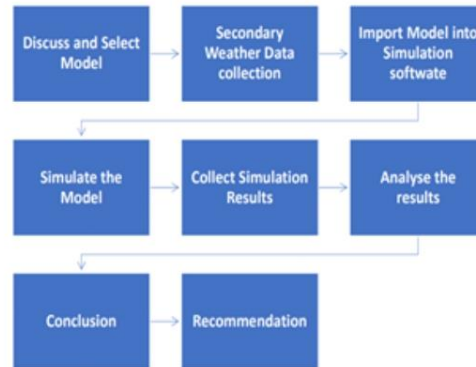 Discuss and Select
Model
Secondary
Weather Data
collection
Import Model into
Simulation
softwate
Simulate the
Model
Collect Simulation
Results
Analyse the
results
Conclusion
Recommendation